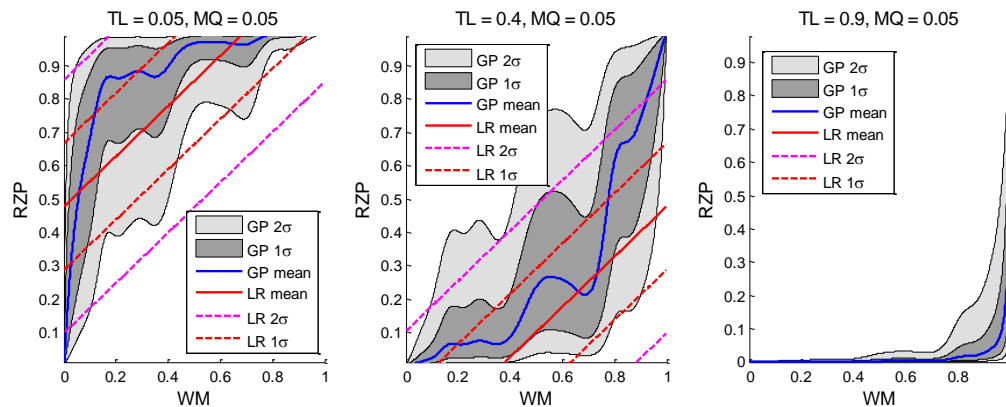 TL = 0.05, MQ = 0.05
RZP
0.9
0.8
0.7
0.6
0.5
0.4
0.3
0.2
0.1
GP 2σ
GP 1σ
GP mean
LR mean
LR 2σ
LR 1σ
0 0.2 0.4 0.6 0.8 1
WM
TL = 0.4, MQ = 0.05
RZP
0.9
0.8
0.7
0.6
0.5
0.4
0.3
0.2
0.1
GP 2σ
GP 1σ
GP mean
LR mean
LR 2σ
LR 1σ
0 0.2 0.4 0.6 0.8 1
WM
TL = 0.9, MQ = 0.05
RZP
0.9
0.8
0.7
0.6
0.5
0.4
0.3
0.2
0.1
GP 2σ
GP 1σ
GP mean
LR mean
LR 2σ
LR 1σ
0 0.2 0.4 0.6 0.8
WM